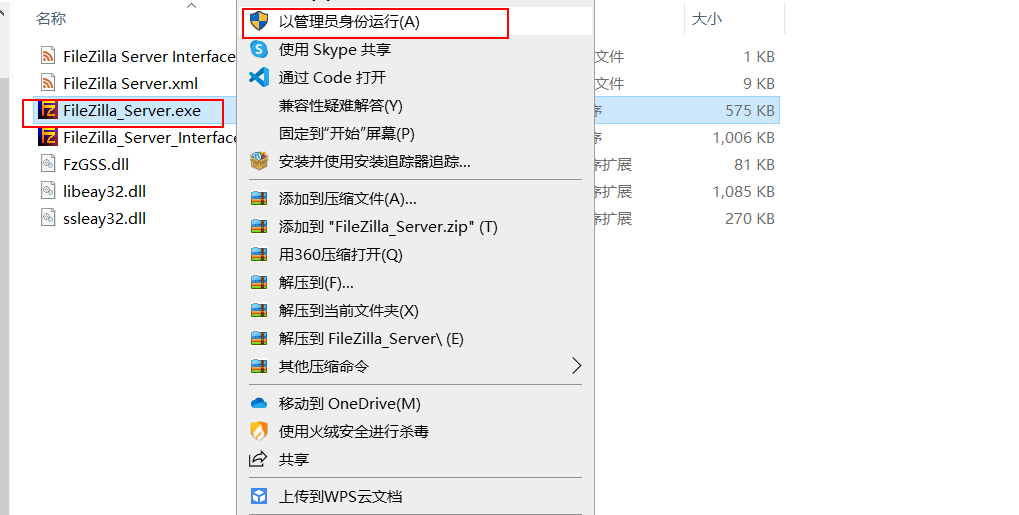 名称
大小
FileZilla Server Interface
文件
1 KB
FileZilla Server.xml
文件
9 KB
FileZilla_Server.exe
序
575 KB
FileZilla_Server_Interface
序
1,006 KB
FzGSS.dll
序扩展
81 KB
libeay32.dll
序扩展
1,085 KB
ssleay32.dll
序扩展
270 KB
以管理员身份运行(A)
使用 Skype 共享
通过 Code 打开
兼容性疑难解答(Y)
固定到"开始"屏幕(P)
安装并使用安装追踪器追踪...
添加到压缩文件(A)...
添加到 "FileZilla_Server.zip" (T)
用360压缩打开(Q)
解压到(F)...
解压到当前文件夹(X)
解压到 FileZilla_Server\ (E)
其他压缩命令
移动到 OneDrive(M)
使用火绒安全进行杀毒
共享
上传到WPS云文档